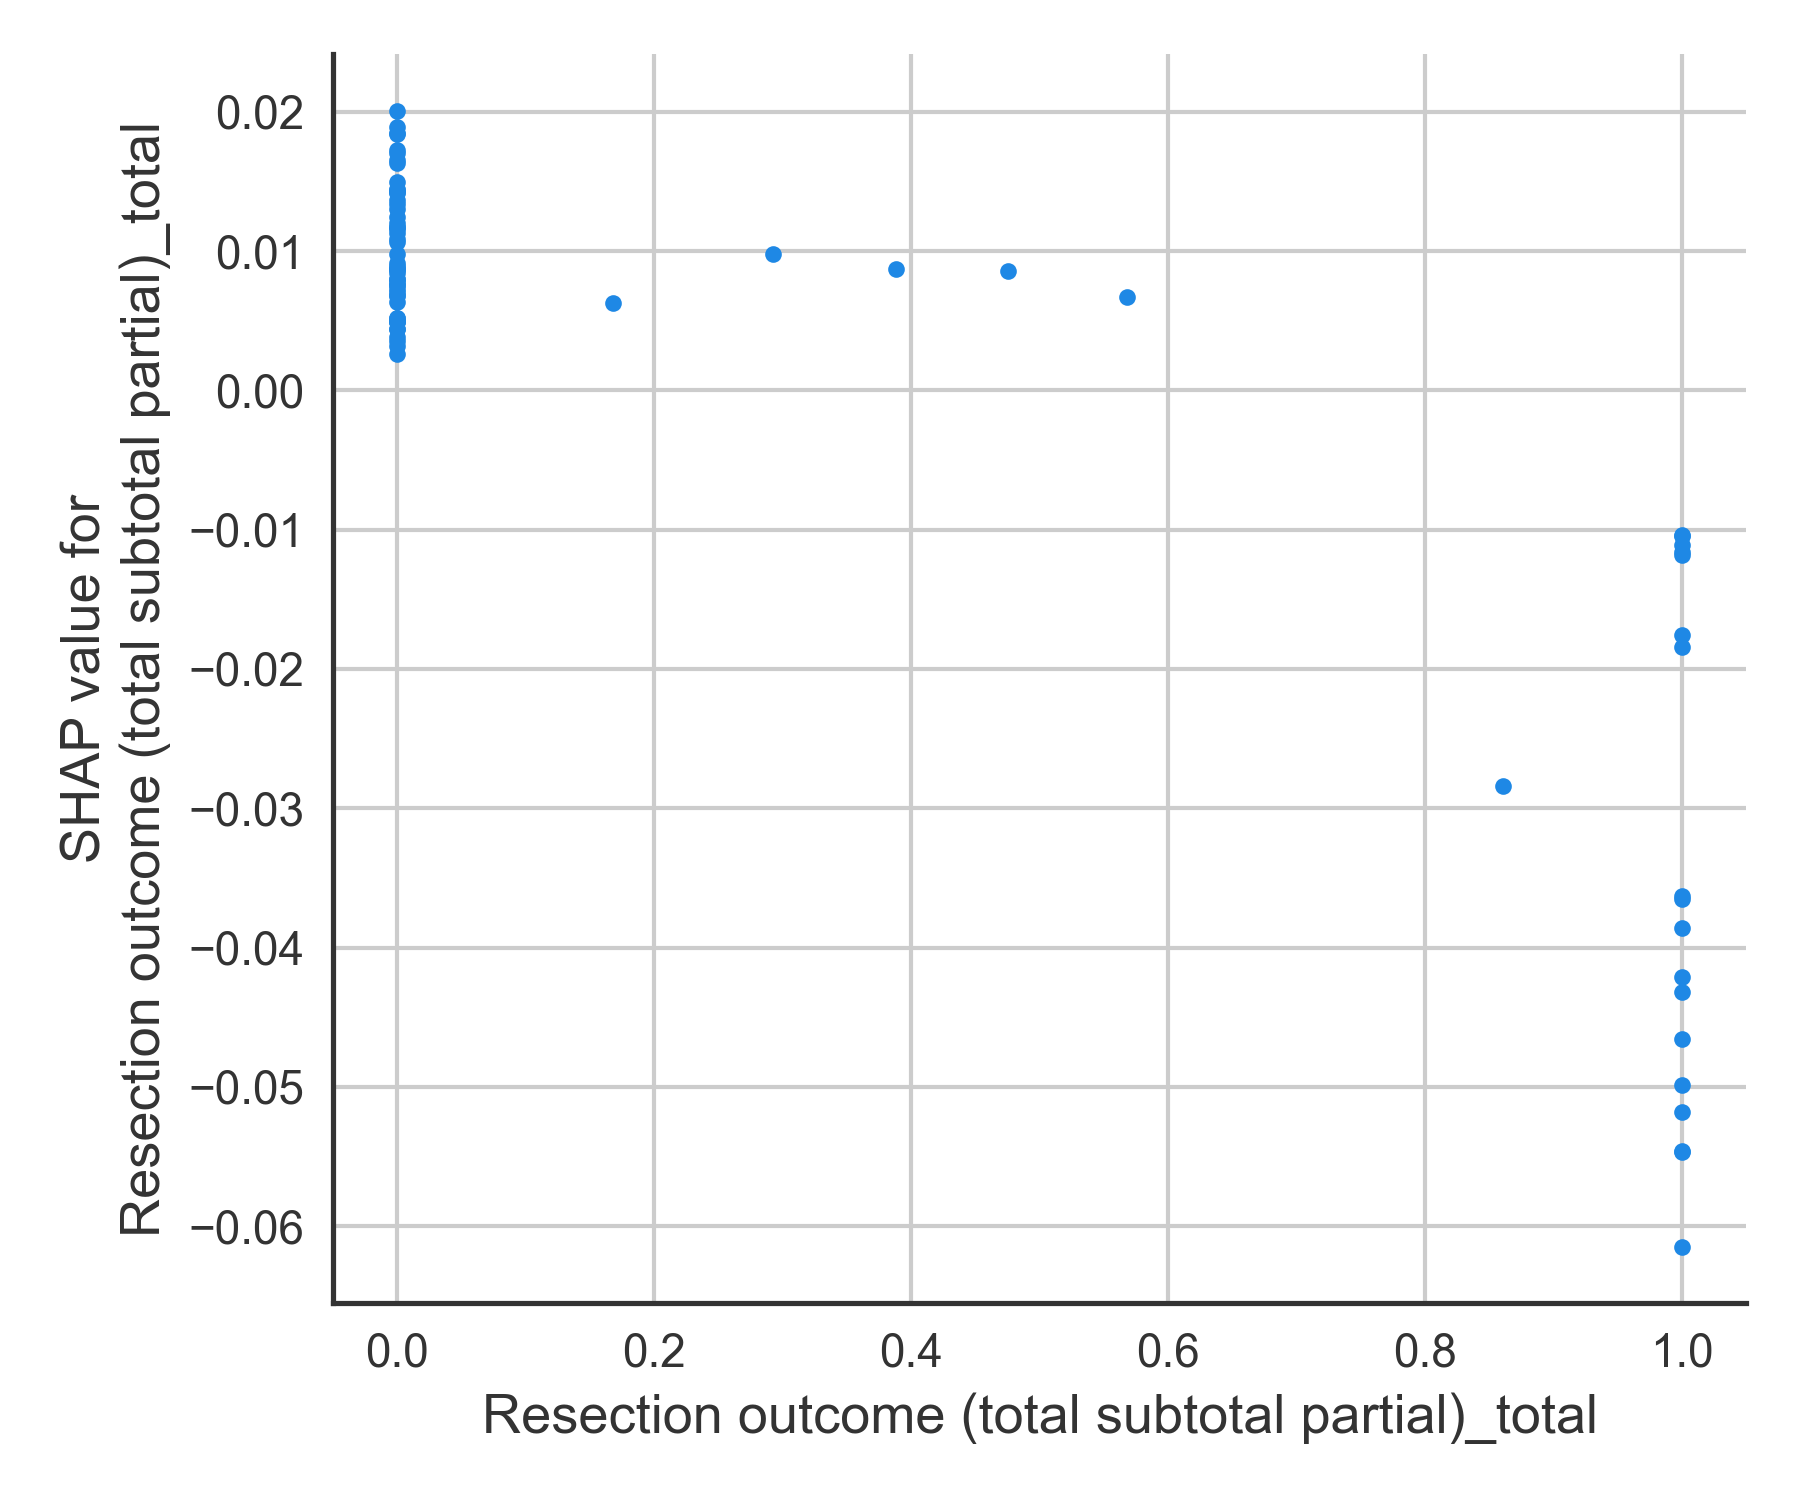 SHAP value for
Resection outcome (total subtotal partial)_total
0.02
0.01
0.00
−0.01
−0.02
−0.03
−0.04
−0.05
−0.06
0.0 0.2 0.4 0.6 0.8 1.0
Resection outcome (total subtotal partial)_total